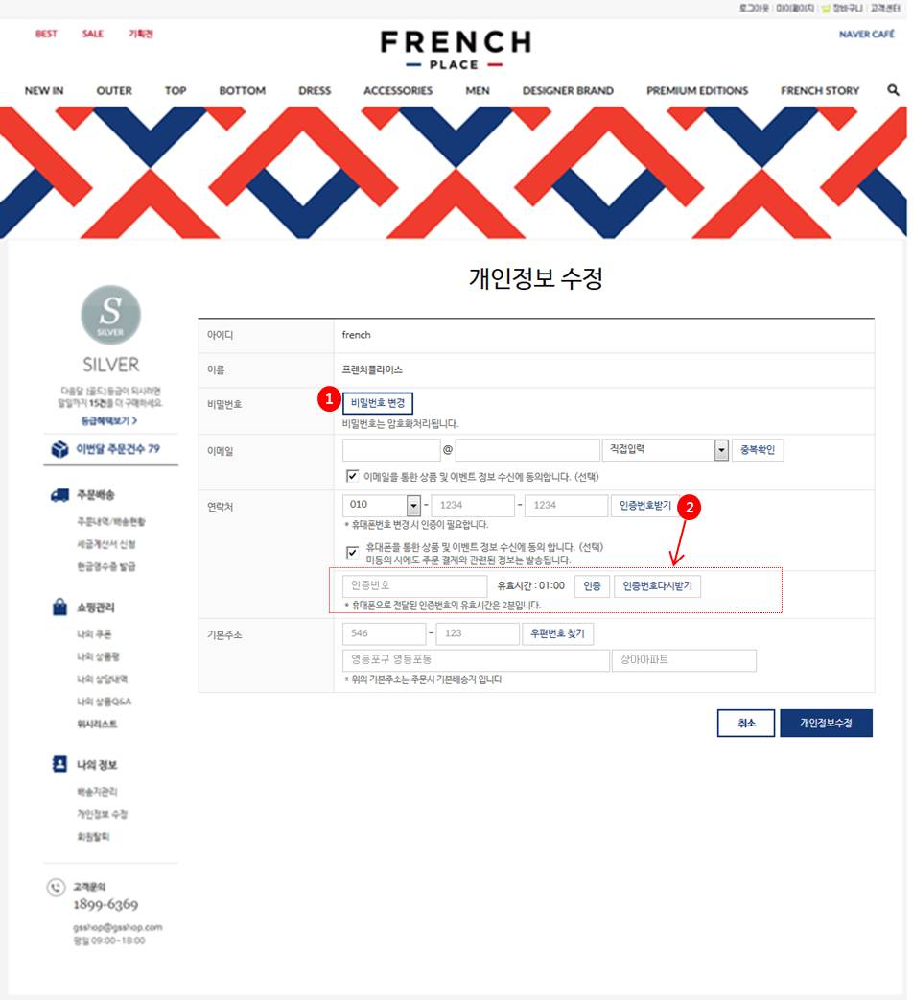 로그아웃 | 마이페이지 | 장바구니 | 고객센터
BEST SALE 기획전
NAVER CAFÉ
FRENCH
PLACE
NEW IN OUTER TOP BOTTOM DRESS ACCESSORIES MEN DESIGNER BRAND PREMIUM EDITIONS FRENCH STORY
개인정보 수정
S
SILVER
SILVER
다음달 [골드]등급이 되시려면
말일까지 15건을 더 구매하세요.
등급혜택보기 >
이번달 주문건수 79
주문배송
주문내역/배송현황
세금계산서 신청
현금영수증 발급
쇼핑관리
나의 쿠폰
나의 상품평
나의 상담내역
나의 상품Q&A
위시리스트
나의 정보
배송지관리
개인정보 수정
회원탈퇴
고객문의
1899-6369
gsshop@gsshop.com
평일 09:00~18:00
아이디 french
이름 프렌치플라이스
비밀번호 1 비밀번호 변경
비밀번호는 암호화처리됩니다.
이메일 @ 직접입력 중복확인
이메일을 통한 상품 및 이벤트 정보 수신에 동의합니다. (선택)
연락처 010 - 1234 - 1234 인증번호받기 2
* 휴대폰번호 변경 시 인증이 필요합니다.
휴대폰을 통한 상품 및 이벤트 정보 수신에 동의 합니다. (선택)
미동의 시에도 주문 결제와 관련된 정보는 발송됩니다.
인증번호 유효시간 : 01:00 인증 인증번호다시받기
* 휴대폰으로 전달된 인증번호의 유효시간은 2분입니다.
기본주소 546 - 123 우편번호 찾기
영등포구 영등포동 상아아파트
* 위의 기본주소는 주문시 기본배송지 입니다
취소 개인정보수정